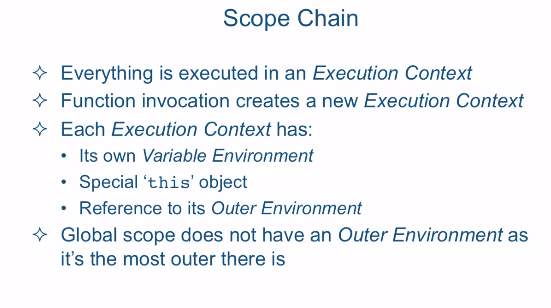 Scope Chain
✧ Everything is executed in an Execution Context
✧ Function invocation creates a new Execution Context
✧ Each Execution Context has:
• Its own Variable Environment
• Special ‘this’ object
• Reference to its Outer Environment
✧ Global scope does not have an Outer Environment as
it’s the most outer there is